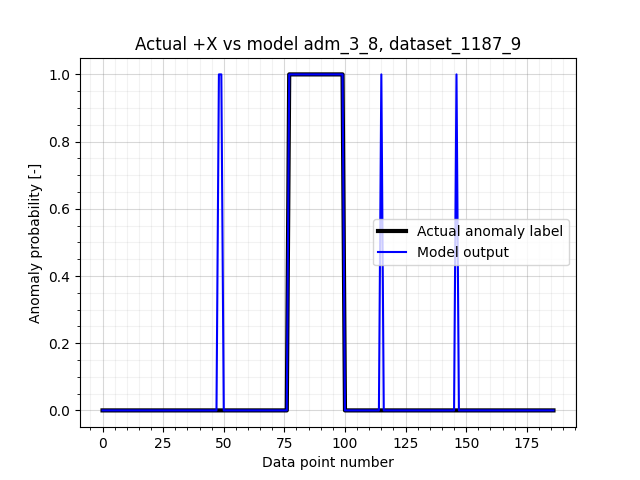 Actual +X vs model adm_3_8, dataset_1187_9
1.0
0.8
0.6
0.4
0.2
0.0
Anomaly probability [-]
Actual anomaly label
Model output
0 25 50 75 100 125 150 175
Data point number